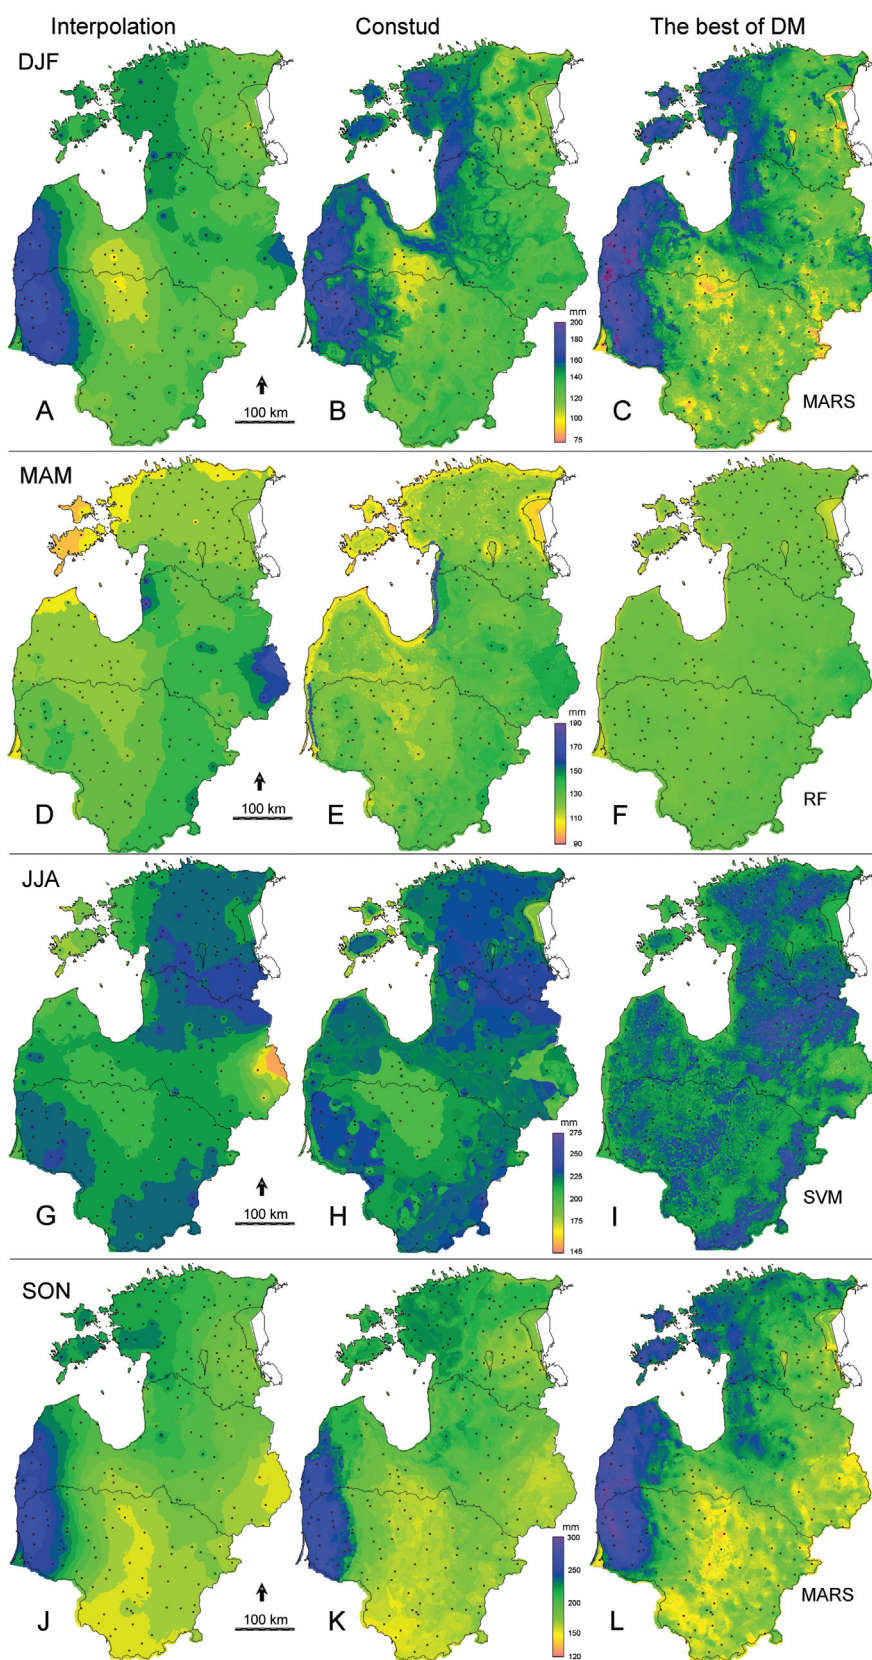 Interpolation Constud The best of DM
DJF
mm
200
180
160
140
120
100
75
A
100 km
B
C
MARS
MAM
mm
190
170
150
130
110
90
D
100 km
E
F
RF
JJA
mm
275
250
225
200
175
145
G
100 km
H
I
SVM
SON
mm
300
250
200
150
120
J
100 km
K
L
MARS